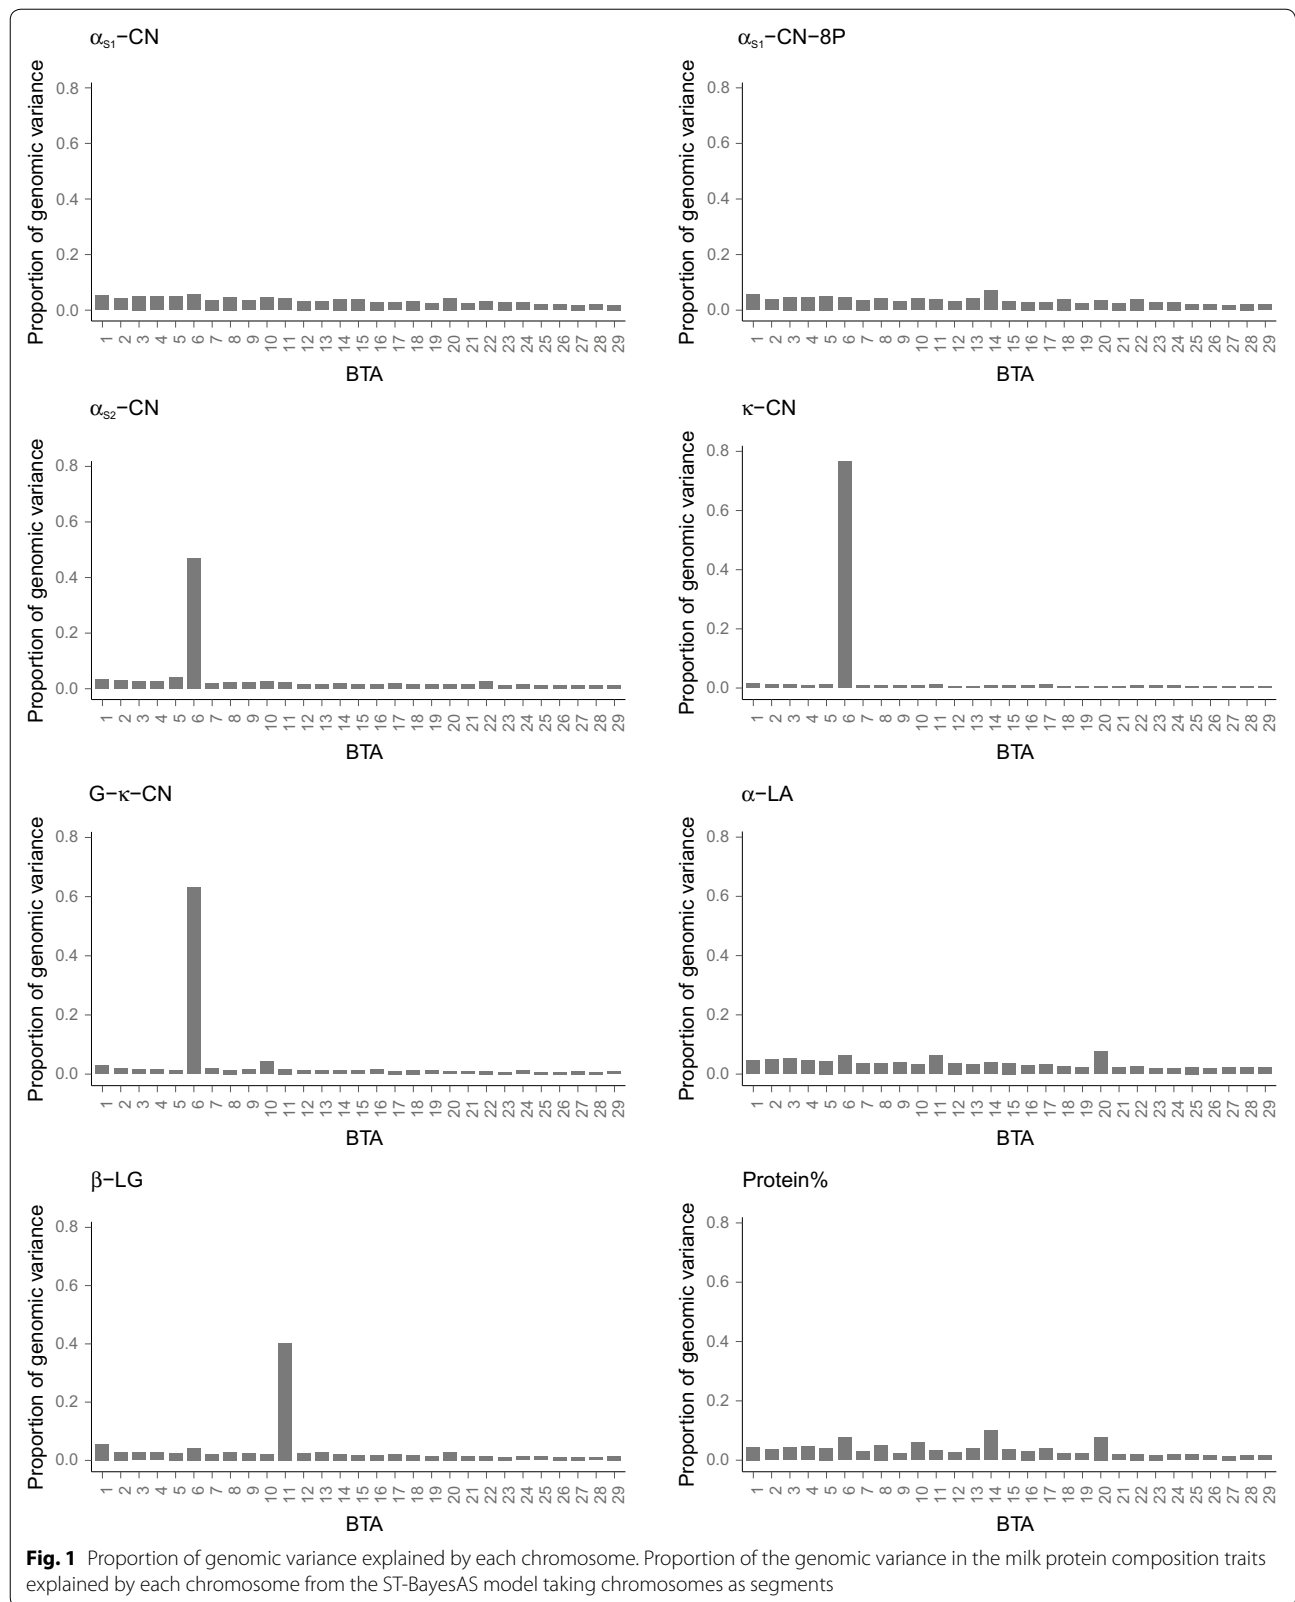 αS1−CN
Proportion of genomic variance
0.8
0.6
0.4
0.2
0.0
1 2 3 4 5 6 7 8 9 10 11 12 13 14 15 16 17 18 19 20 21 22 23 24 25 26 27 28 29
BTA
αS1−CN−8P
Proportion of genomic variance
0.8
0.6
0.4
0.2
0.0
1 2 3 4 5 6 7 8 9 10 11 12 13 14 15 16 17 18 19 20 21 22 23 24 25 26 27 28 29
BTA
αS2−CN
Proportion of genomic variance
0.8
0.6
0.4
0.2
0.0
1 2 3 4 5 6 7 8 9 10 11 12 13 14 15 16 17 18 19 20 21 22 23 24 25 26 27 28 29
BTA
κ−CN
Proportion of genomic variance
0.8
0.6
0.4
0.2
0.0
1 2 3 4 5 6 7 8 9 10 11 12 13 14 15 16 17 18 19 20 21 22 23 24 25 26 27 28 29
BTA
G−κ−CN
Proportion of genomic variance
0.8
0.6
0.4
0.2
0.0
1 2 3 4 5 6 7 8 9 10 11 12 13 14 15 16 17 18 19 20 21 22 23 24 25 26 27 28 29
BTA
α−LA
Proportion of genomic variance
0.8
0.6
0.4
0.2
0.0
1 2 3 4 5 6 7 8 9 10 11 12 13 14 15 16 17 18 19 20 21 22 23 24 25 26 27 28 29
BTA
β−LG
Proportion of genomic variance
0.8
0.6
0.4
0.2
0.0
1 2 3 4 5 6 7 8 9 10 11 12 13 14 15 16 17 18 19 20 21 22 23 24 25 26 27 28 29
BTA
Protein%
Proportion of genomic variance
0.8
0.6
0.4
0.2
0.0
1 2 3 4 5 6 7 8 9 10 11 12 13 14 15 16 17 18 19 20 21 22 23 24 25 26 27 28 29
BTA
Fig. 1 Proportion of genomic variance explained by each chromosome. Proportion of the genomic variance in the milk protein composition traits
explained by each chromosome from the ST-BayesAS model taking chromosomes as segments